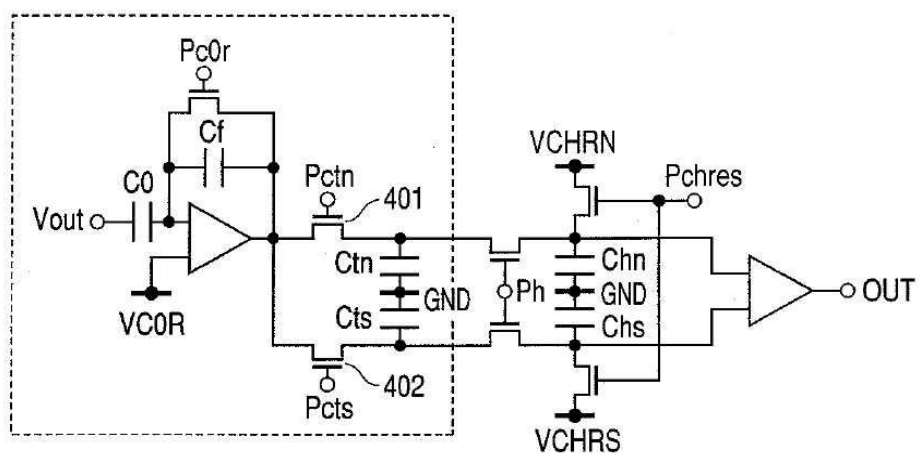 Pc0r
Cf
C0
Vout
VC0R
Pctn
401
Ctn
GND
Cts
402
Pcts
VCHRN
Pchres
Chn
Ph
GND
Chs
OUT
VCHRS